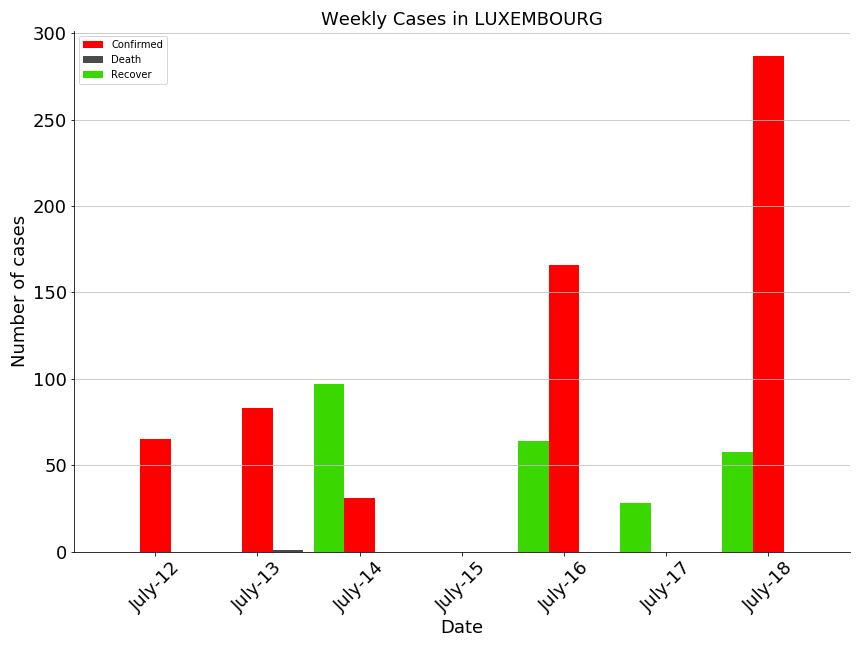 Weekly Cases in LUXEMBOURG
Confirmed
Death
Recover
Number of cases
300
250
200
150
100
50
0
July-12
July-13
July-14
July-15
July-16
July-17
July-18
Date